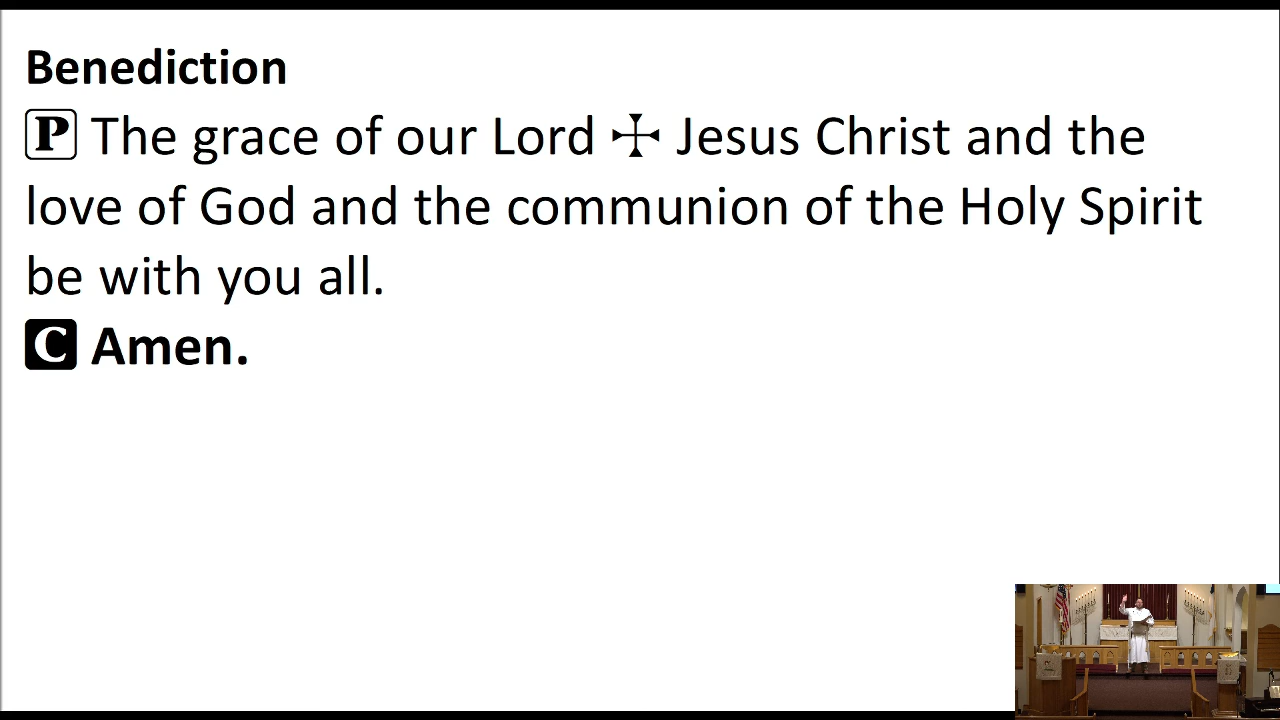 Benediction
P The grace of our Lord ☩ Jesus Christ and the
love of God and the communion of the Holy Spirit
be with you all.
C Amen.